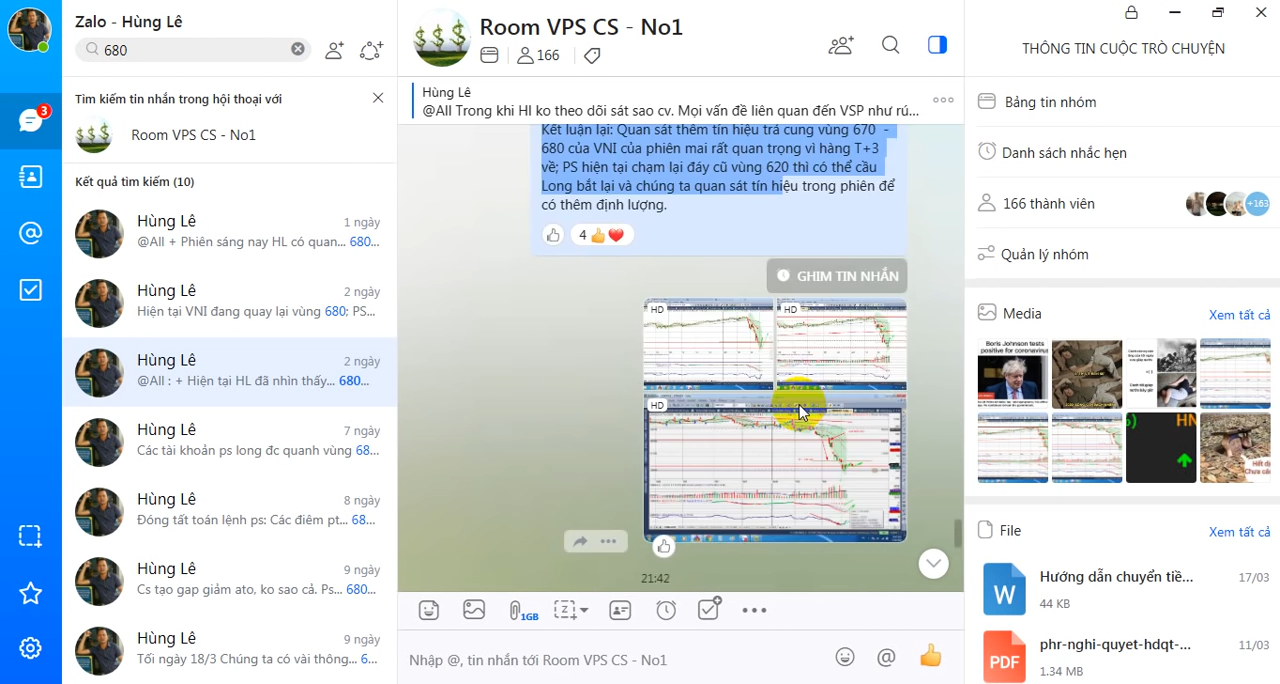 Zalo - Hùng Lê
680
3
Tìm kiếm tin nhắn trong hội thoại với
Room VPS CS - No1
Kết quả tìm kiếm (10)
Hùng Lê
1 ngày
@All + Phiên sáng nay HL có quan... 680...
Hùng Lê
2 ngày
Hiện tại VNI đang quay lại vùng 680; PS...
Hùng Lê
2 ngày
@All : + Hiện tại HL đã nhìn thấy... 680...
Hùng Lê
7 ngày
Các tài khoản ps long đc quanh vùng 68...
Hùng Lê
8 ngày
Đóng tất toán lệnh ps: Các điểm pt... 68...
Hùng Lê
9 ngày
Cs tạo gap giảm ato, ko sao cả. Ps... 680...
Hùng Lê
9 ngày
Tối ngày 18/3 Chúng ta có vài thông... 6...
Room VPS CS - No1
166
Hùng Lê
@All Trong khi Hl ko theo dõi sát sao cv. Mọi vấn đề liên quan đến VSP như rú...
Kết luận lại: Quan sát thêm tín hiệu trả cung vùng 670 -
680 của VNI của phiên mai rất quan trọng vì hàng T+3
về; PS hiện tại chạm lại đáy cũ vùng 620 thì có thể cầu
Long bắt lại và chúng ta quan sát tín hiệu trong phiên để
có thêm định lượng.
4
GHIM TIN NHẮN
HD
HD
HD
21:42
1GB
Nhập @, tin nhắn tới Room VPS CS - No1
THÔNG TIN CUỘC TRÒ CHUYỆN
Bảng tin nhóm
Danh sách nhắc hẹn
166 thành viên
+163
Quản lý nhóm
Media
Xem tất cả
Boris Johnson tests
positive for coronavirus
HN
File
Xem tất cả
W
Hướng dẫn chuyển tiề...
17/03
44 KB
PDF
phr-nghi-quyet-hdqt-...
11/03
1.34 MB